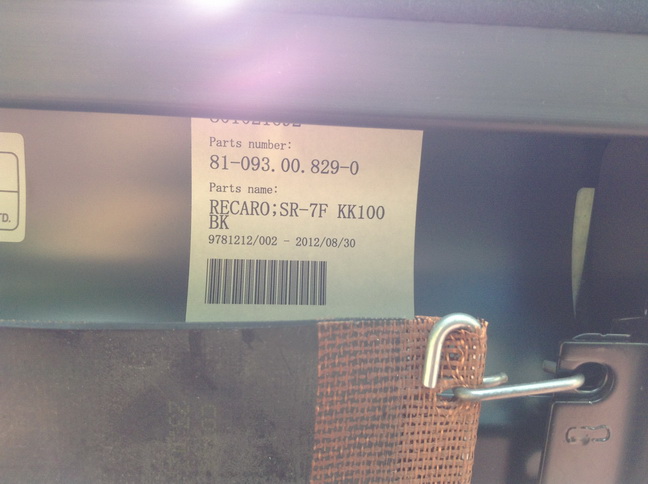 Parts number:
81-093.00.829-0
Parts name:
RECARO;SR-7F KK100
BK
9781212/002 - 2012/08/30
TD.